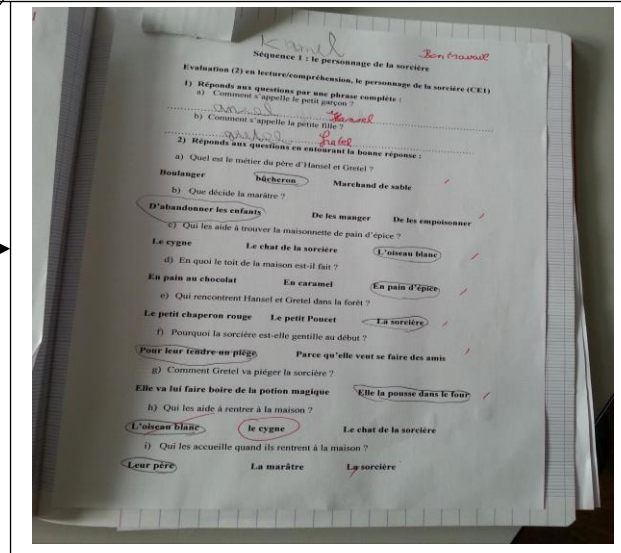 Kamel
Bon travail
Séquence 1 : le personnage de la sorcière
Evaluation (2) en lecture/compréhension, le personnage de la sorcière (CE1)
1) Réponds aux questions par une phrase complète :
a) Comment s'appelle le petit garçon ?
ansel Hansel
b) Comment s'appelle la petite fille ?
gretel Gretel
2) Réponds aux questions en entourant la bonne réponse :
a) Quel est le métier du père d'Hansel et Gretel ?
Boulanger bûcheron Marchand de sable
b) Que décide la marâtre ?
D'abandonner les enfants De les manger De les empoisonner
c) Qui les aide à trouver la maisonnette de pain d'épice ?
Le cygne Le chat de la sorcière L'oiseau blanc
d) En quoi le toit de la maison est-il fait ?
En pain au chocolat En caramel En pain d'épice
e) Qui rencontrent Hansel et Gretel dans la forêt ?
Le petit chaperon rouge Le petit Poucet La sorcière
f) Pourquoi la sorcière est-elle gentille au début ?
Pour leur tendre un piège Parce qu'elle veut se faire des amis
g) Comment Gretel va piéger la sorcière ?
Elle va lui faire boire de la potion magique Elle la pousse dans le four
h) Qui les aide à rentrer à la maison ?
L'oiseau blanc le cygne Le chat de la sorcière
i) Qui les accueille quand ils rentrent à la maison ?
Leur père La marâtre La sorcière